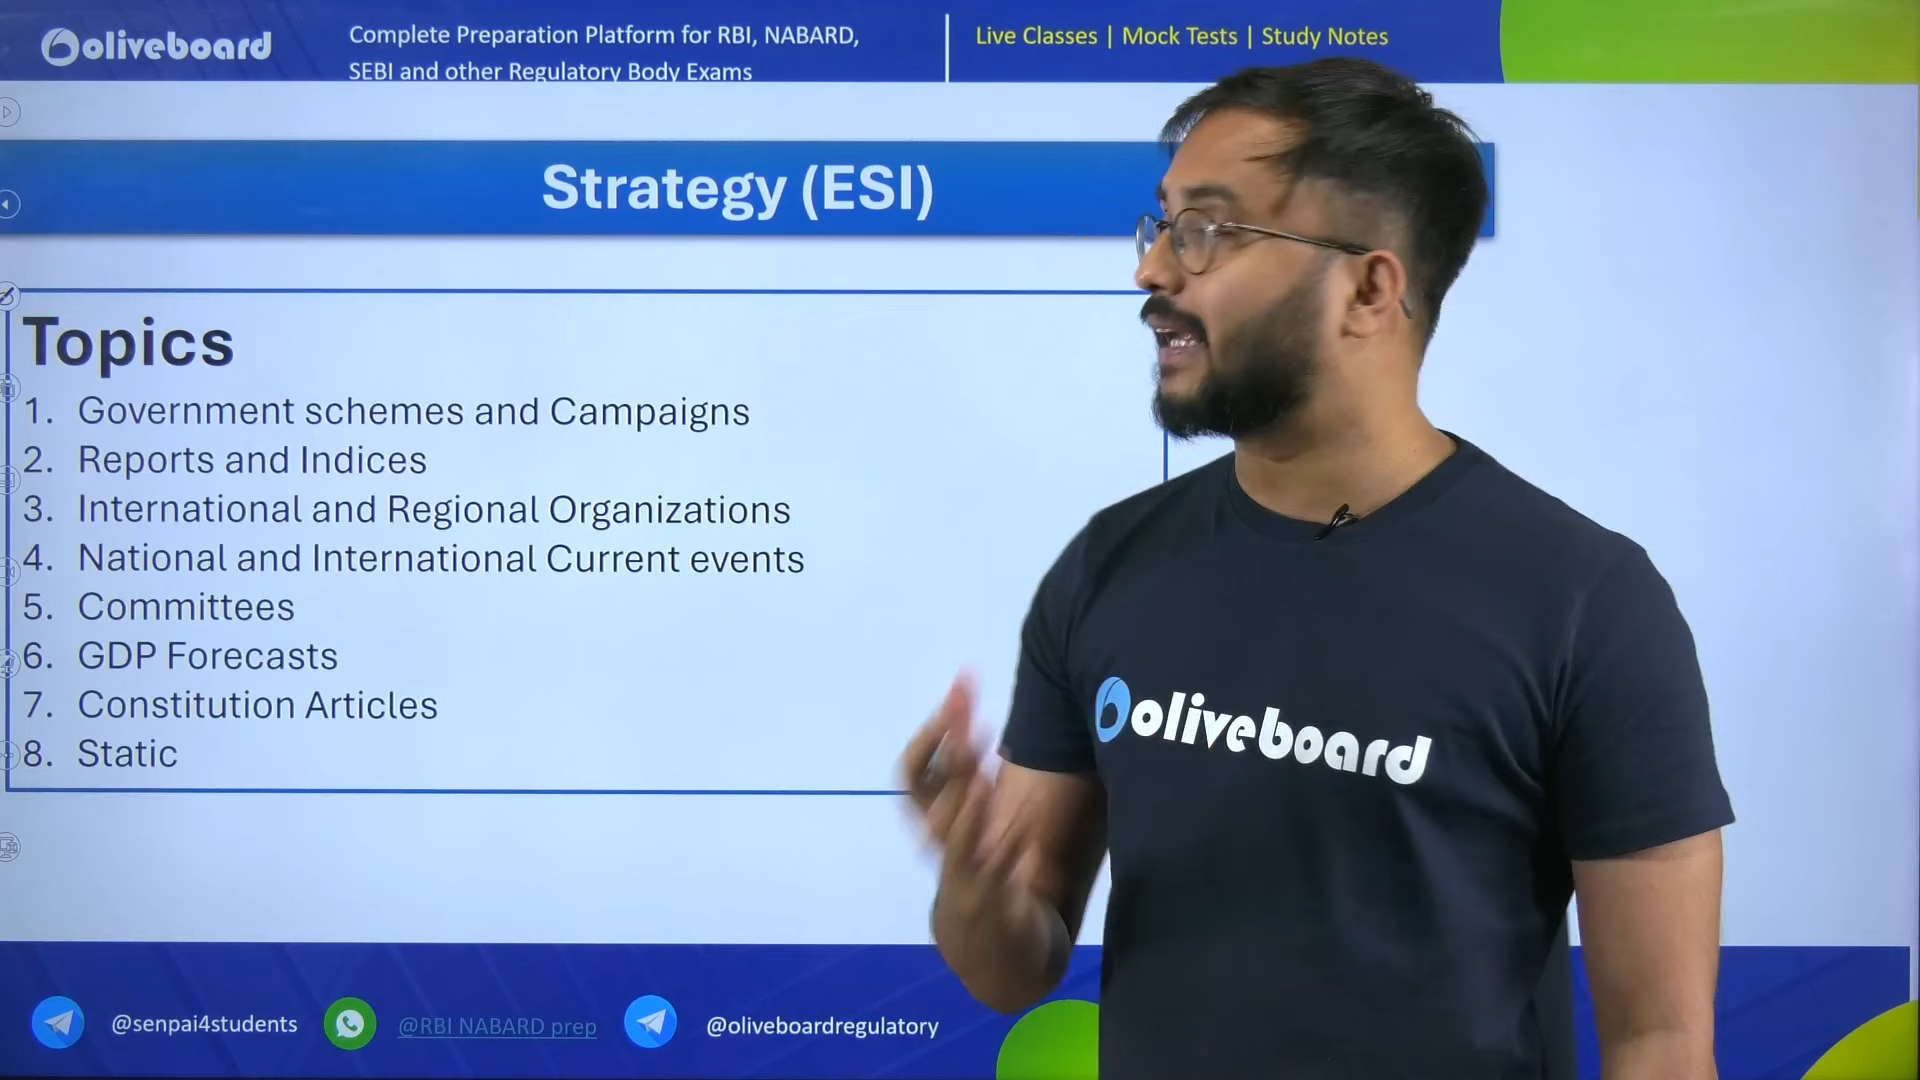 oliveboard
Complete Preparation Platform for RBI, NABARD,
SEBI and other Regulatory Body Exams
Live Classes | Mock Tests | Study Notes
Strategy (ESI)
Topics
1. Government schemes and Campaigns
2. Reports and Indices
3. International and Regional Organizations
4. National and International Current events
5. Committees
6. GDP Forecasts
7. Constitution Articles
8. Static
oliveboard
@senpai4students
@RBI NABARD prep
@oliveboardregulatory